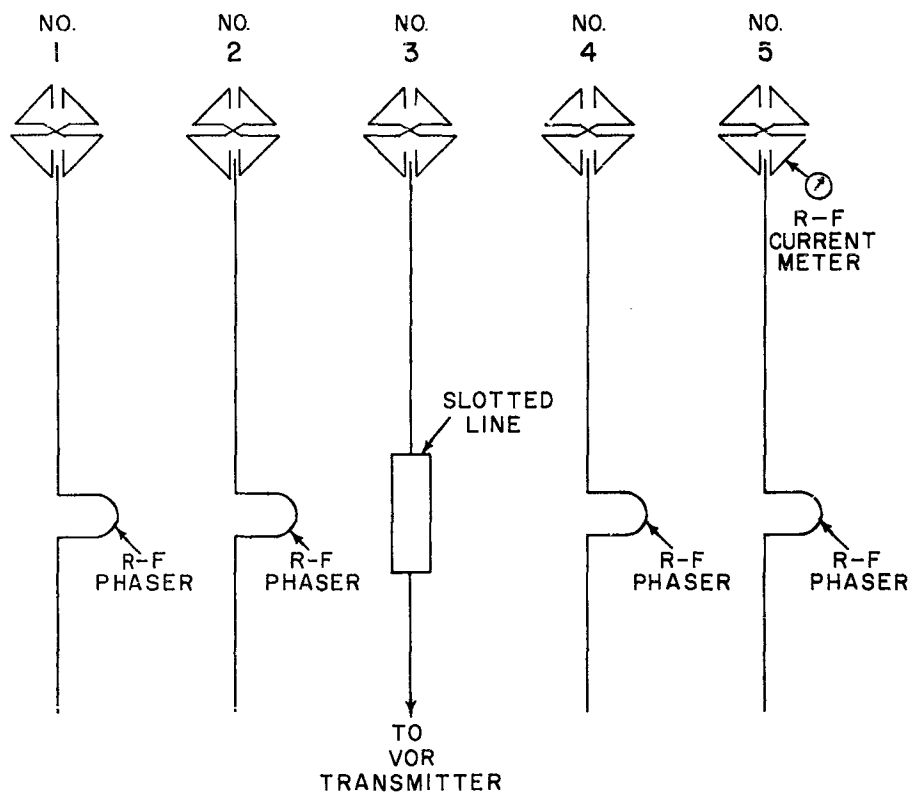 NO.
1
NO.
2
NO.
3
NO.
4
NO.
5
R-F
CURRENT
METER
SLOTTED
LINE
R-F
PHASER
R-F
PHASER
R-F
PHASER
R-F
PHASER
TO
VOR
TRANSMITTER